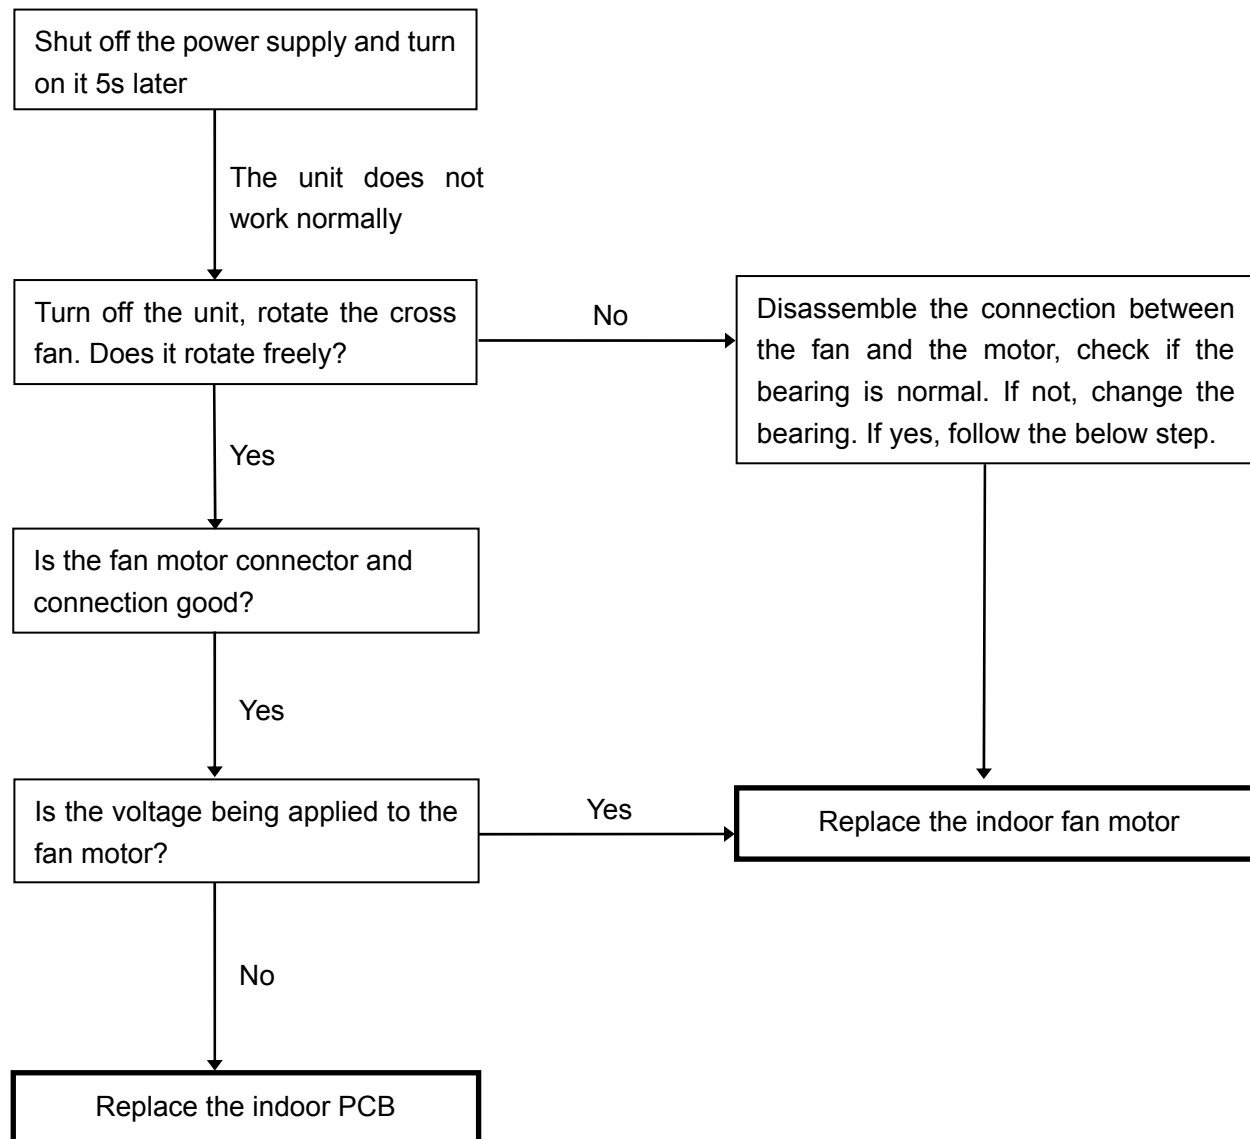 Shut off the power supply and turn
on it 5s later
The unit does not
work normally
Turn off the unit, rotate the cross
fan. Does it rotate freely?
No
Disassemble the connection between
the fan and the motor, check if the
bearing is normal. If not, change the
bearing. If yes, follow the below step.
Yes
Is the fan motor connector and
connection good?
Yes
Is the voltage being applied to the
fan motor?
Yes
Replace the indoor fan motor
No
Replace the indoor PCB